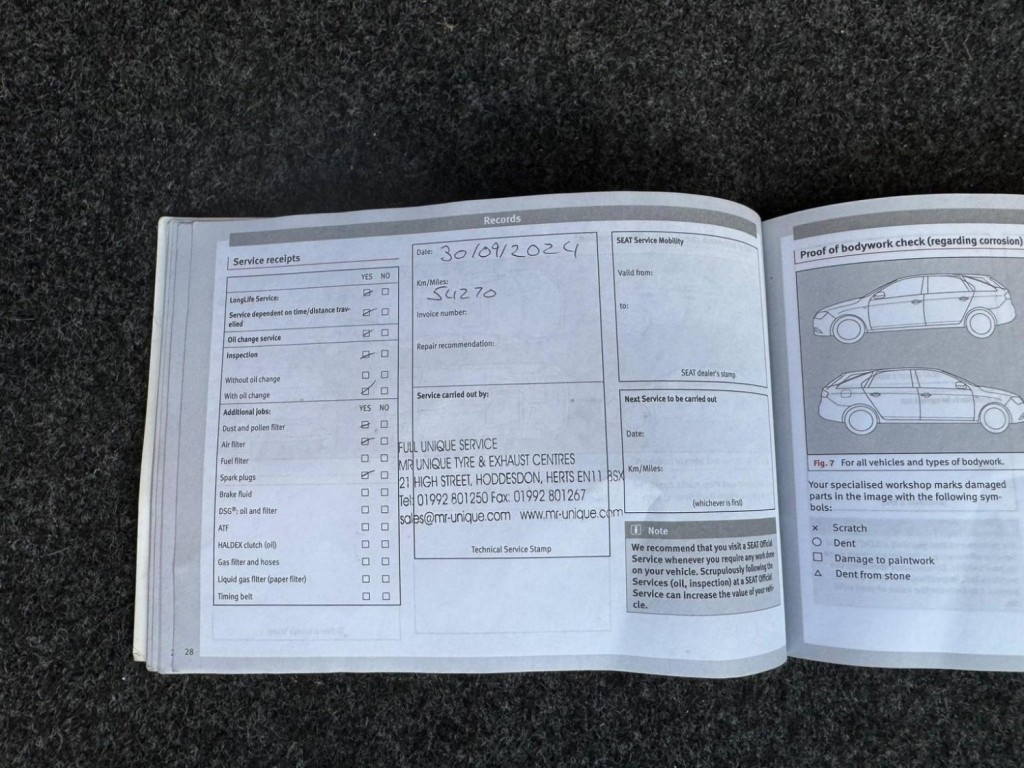 Records
Service receipts
YES NO
LongLife Service:
Service dependent on time/distance trav-
elled
Oil change service
Inspection
Without oil change
With oil change
Additional jobs: YES NO
Dust and pollen filter
Air filter
Fuel filter
Spark plugs
Brake fluid
DSG®: oil and filter
ATF
HALDEX clutch (oil)
Gas filter and hoses
Liquid gas filter (paper filter)
Timing belt
28
Date: 30/09/2024
Km/Miles:
54270
Invoice number:
Repair recommendation:
Service carried out by:
FULL UNIQUE SERVICE
MR UNIQUE TYRE & EXHAUST CENTRES
21 HIGH STREET, HODDESDON, HERTS EN11 8SX
Tel: 01992 801250 Fax: 01992 801267
sales@mr-unique.com www.mr-unique.com
Technical Service Stamp
SEAT Service Mobility
Valid from:
to:
SEAT dealer's stamp
Next Service to be carried out
Date:
Km/Miles:
(whichever is first)
i Note
We recommend that you visit a SEAT Official
Service whenever you require any work done
on your vehicle. Scrupulously following the
Services (oil, inspection) at a SEAT Official
Service can increase the value of your vehi-
cle.
Proof of bodywork check (regarding corrosion)
Fig. 7 For all vehicles and types of bodywork.
Your specialised workshop marks damaged
parts in the image with the following sym-
bols:
× Scratch
○ Dent
□ Damage to paintwork
△ Dent from stone